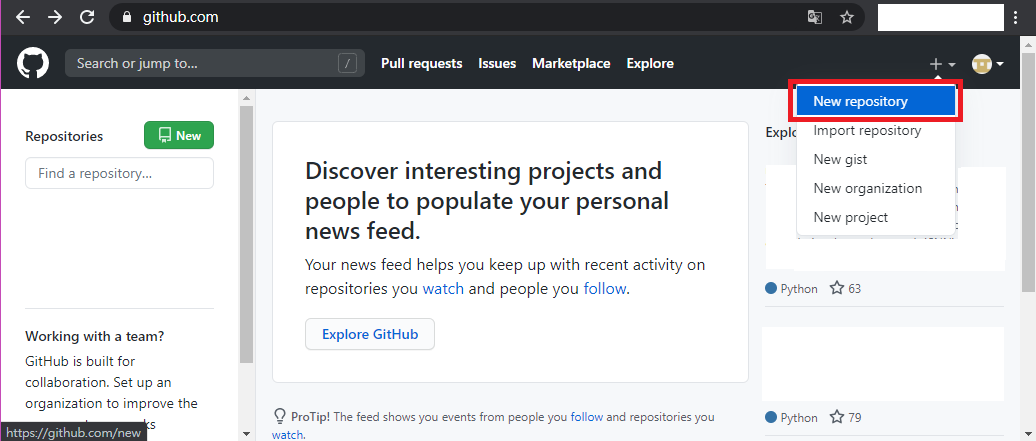 github.com
Search or jump to...
/
Pull requests
Issues
Marketplace
Explore
New repository
Import repository
New gist
New organization
New project
Repositories
New
Find a repository...
Working with a team?
GitHub is built for
collaboration. Set up an
organization to improve the
https://github.com/new
Discover interesting projects and
people to populate your personal
news feed.
Your news feed helps you keep up with recent activity on
repositories you watch and people you follow.
Explore GitHub
ProTip! The feed shows you events from people you follow and repositories you
watch.
Python
63
Python
79